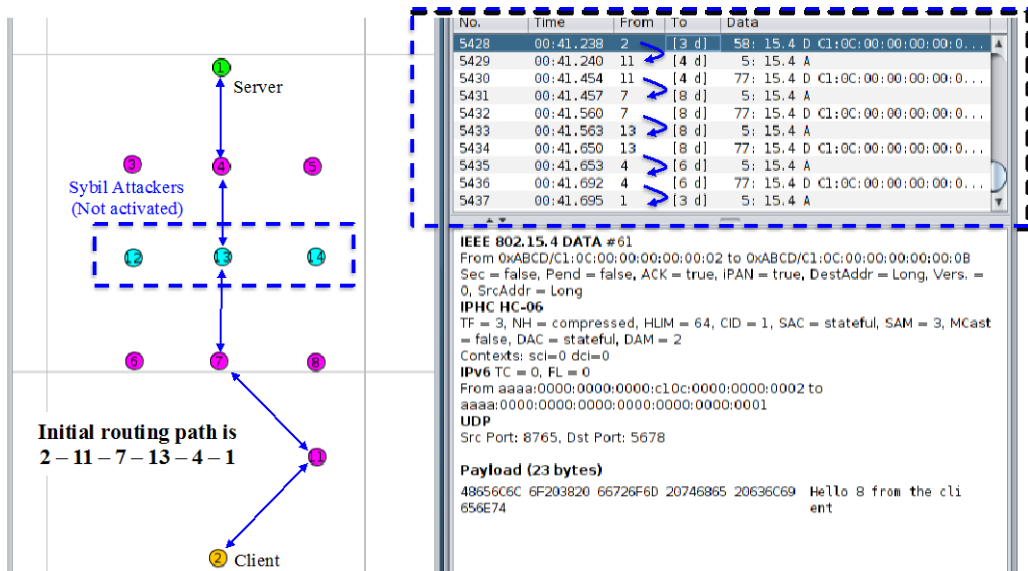 1
Server
3 4 5
Sybil Attackers
(Not activated)
12 13 14
6 7 8
Initial routing path is
2 – 11 – 7 – 13 – 4 – 1
11
2 Client
No. Time From To Data
5428 00:41.238 2 [3 d] 58: 15.4 D C1:0C:00:00:00:00:0...
5429 00:41.240 11 [4 d] 5: 15.4 A
5430 00:41.454 11 [4 d] 77: 15.4 D C1:0C:00:00:00:00:0...
5431 00:41.457 7 [8 d] 5: 15.4 A
5432 00:41.560 7 [8 d] 77: 15.4 D C1:0C:00:00:00:00:0...
5433 00:41.563 13 [8 d] 5: 15.4 A
5434 00:41.650 13 [8 d] 77: 15.4 D C1:0C:00:00:00:00:0...
5435 00:41.653 4 [6 d] 5: 15.4 A
5436 00:41.692 4 [6 d] 77: 15.4 D C1:0C:00:00:00:00:0...
5437 00:41.695 1 [3 d] 5: 15.4 A
IEEE 802.15.4 DATA #61
From 0xABCD/C1:0C:00:00:00:00:00:02 to 0xABCD/C1:0C:00:00:00:00:00:0B
Sec = false, Pend = false, ACK = true, iPAN = true, DestAddr = Long, Vers. =
0, SrcAddr = Long
IPHC HC-06
TF = 3, NH = compressed, HLIM = 64, CID = 1, SAC = stateful, SAM = 3, MCast
= false, DAC = stateful, DAM = 2
Contexts: sci=0 dci=0
IPv6 TC = 0, FL = 0
From aaaa:0000:0000:0000:c10c:0000:0000:0002 to
aaaa:0000:0000:0000:0000:0000:0000:0001
UDP
Src Port: 8765, Dst Port: 5678
Payload (23 bytes)
48656C6C 6F203820 66726F6D 20746865 20636C69 Hello 8 from the cli
656E74 ent